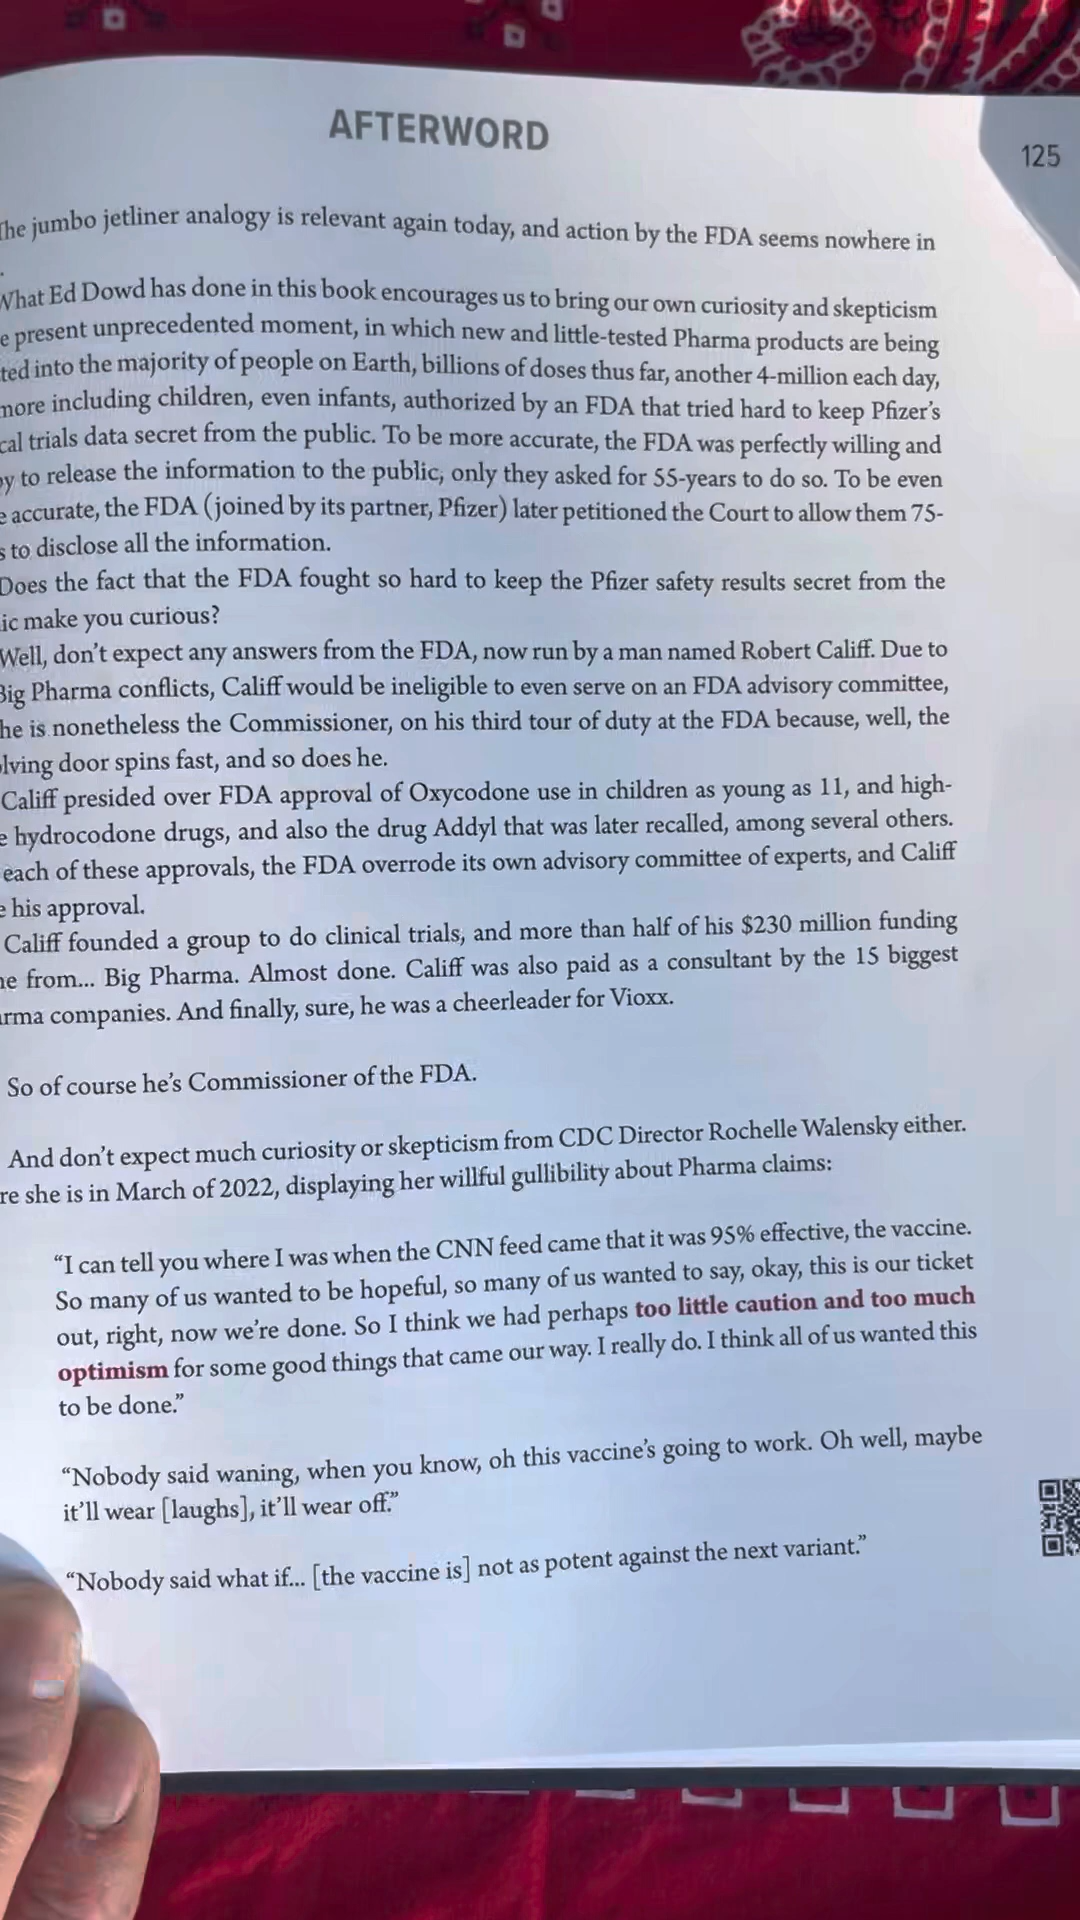 AFTERWORD
125
The jumbo jetliner analogy is relevant again today, and action by the FDA seems nowhere in
.
What Ed Dowd has done in this book encourages us to bring our own curiosity and skepticism
e present unprecedented moment, in which new and little-tested Pharma products are being
ted into the majority of people on Earth, billions of doses thus far, another 4-million each day,
more including children, even infants, authorized by an FDA that tried hard to keep Pfizer's
cal trials data secret from the public. To be more accurate, the FDA was perfectly willing and
py to release the information to the public, only they asked for 55-years to do so. To be even
e accurate, the FDA (joined by its partner, Pfizer) later petitioned the Court to allow them 75-
s to disclose all the information.
Does the fact that the FDA fought so hard to keep the Pfizer safety results secret from the
ic make you curious?
Well, don't expect any answers from the FDA, now run by a man named Robert Califf. Due to
Big Pharma conflicts, Califf would be ineligible to even serve on an FDA advisory committee,
he is nonetheless the Commissioner, on his third tour of duty at the FDA because, well, the
olving door spins fast, and so does he.
Califf presided over FDA approval of Oxycodone use in children as young as 11, and high-
e hydrocodone drugs, and also the drug Addyl that was later recalled, among several others.
each of these approvals, the FDA overrode its own advisory committee of experts, and Califf
e his approval.
Califf founded a group to do clinical trials, and more than half of his $230 million funding
ne from... Big Pharma. Almost done. Califf was also paid as a consultant by the 15 biggest
arma companies. And finally, sure, he was a cheerleader for Vioxx.
So of course he's Commissioner of the FDA.
And don't expect much curiosity or skepticism from CDC Director Rochelle Walensky either.
re she is in March of 2022, displaying her willful gullibility about Pharma claims:
"I can tell you where I was when the CNN feed came that it was 95% effective, the vaccine.
So many of us wanted to be hopeful, so many of us wanted to say, okay, this is our ticket
out, right, now we're done. So I think we had perhaps too little caution and too much
optimism for some good things that came our way. I really do. I think all of us wanted this
to be done."
"Nobody said waning, when you know, oh this vaccine's going to work. Oh well, maybe
it'll wear [laughs], it'll wear off."
"Nobody said what if... [the vaccine is] not as potent against the next variant."